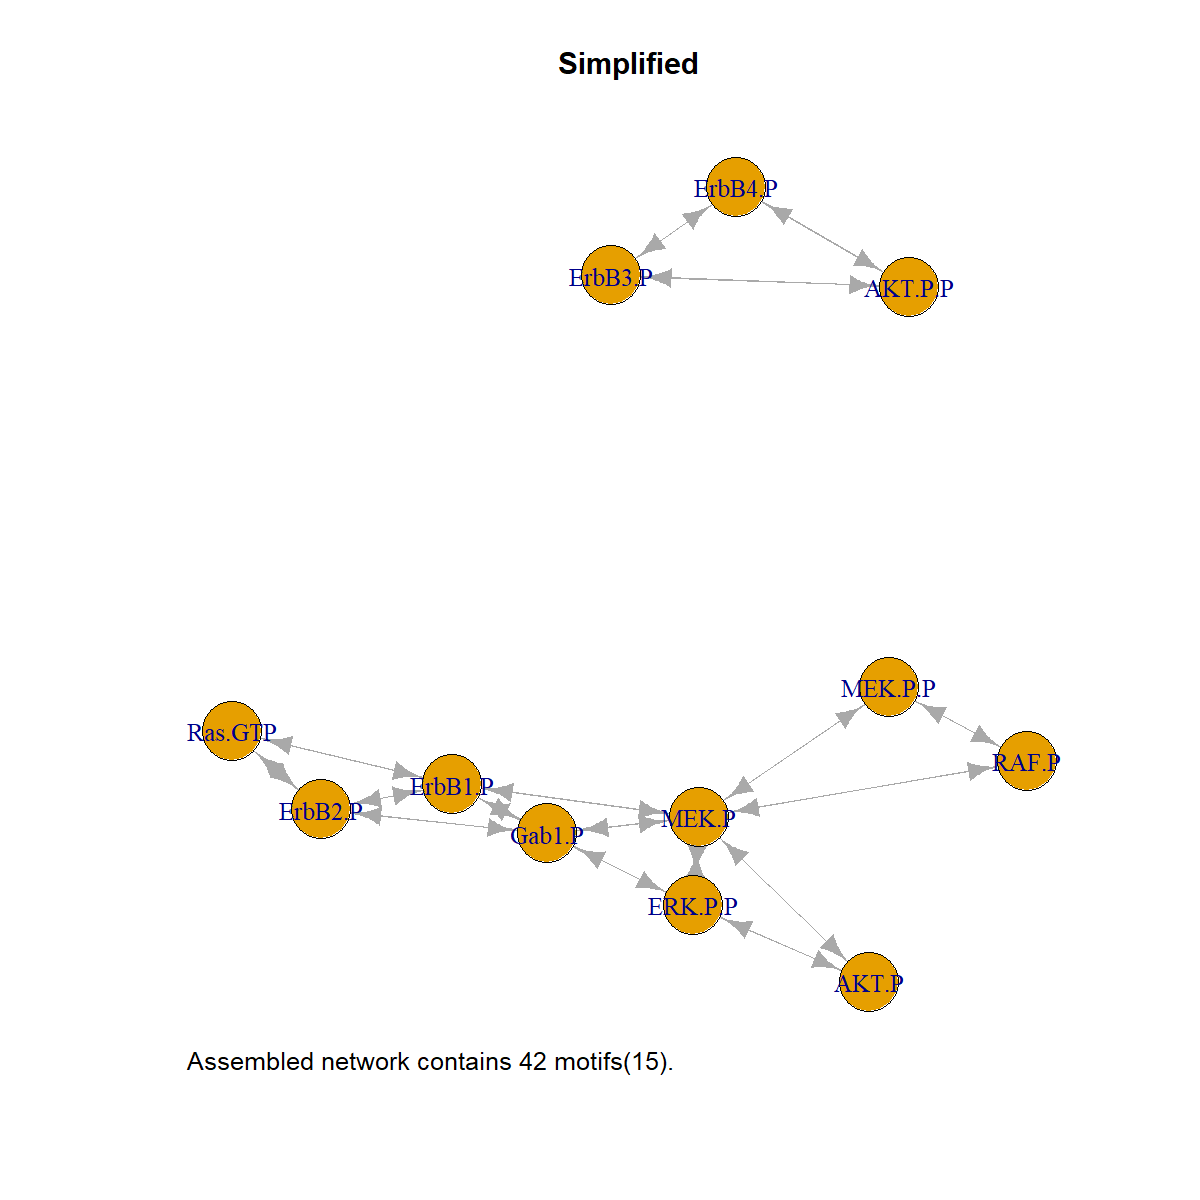 Simplified
ErbB4.P
ErbB3.P
AKT.P.P
MEK.P.P
Ras.GTP
RAF.P
ErbB1.P
ErbB2.P
MEK.P
Gab1.P
ERK.P.P
AKT.P
Assembled network contains 42 motifs(15).